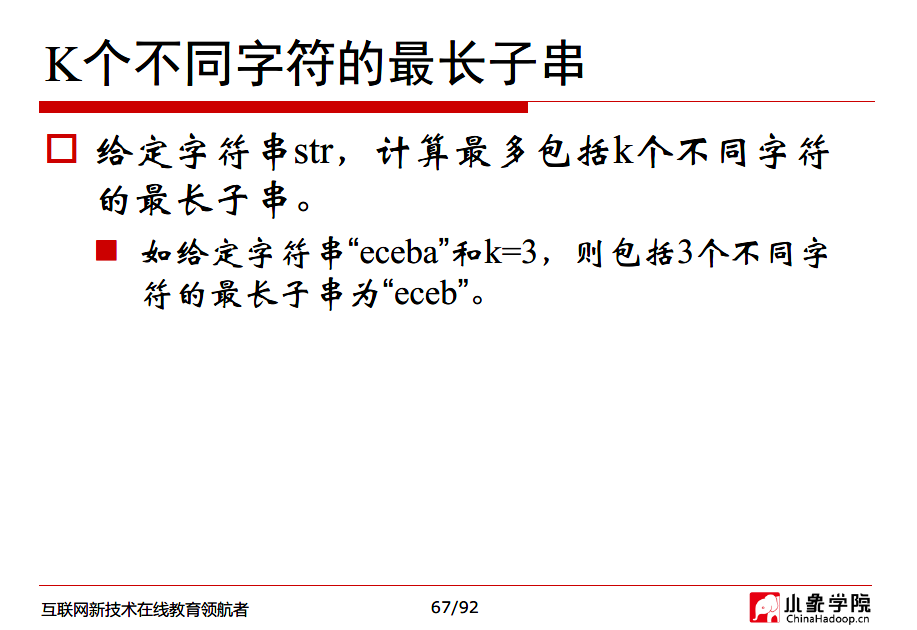 K个不同字符的最长子串
给定字符串str，计算最多包括k个不同字符
的最长子串。
如给定字符串“eceba”和k=3，则包括3个不同字
符的最长子串为“eceb”。
互联网新技术在线教育领航者
67/92
小象学院
ChinaHadoop.cn